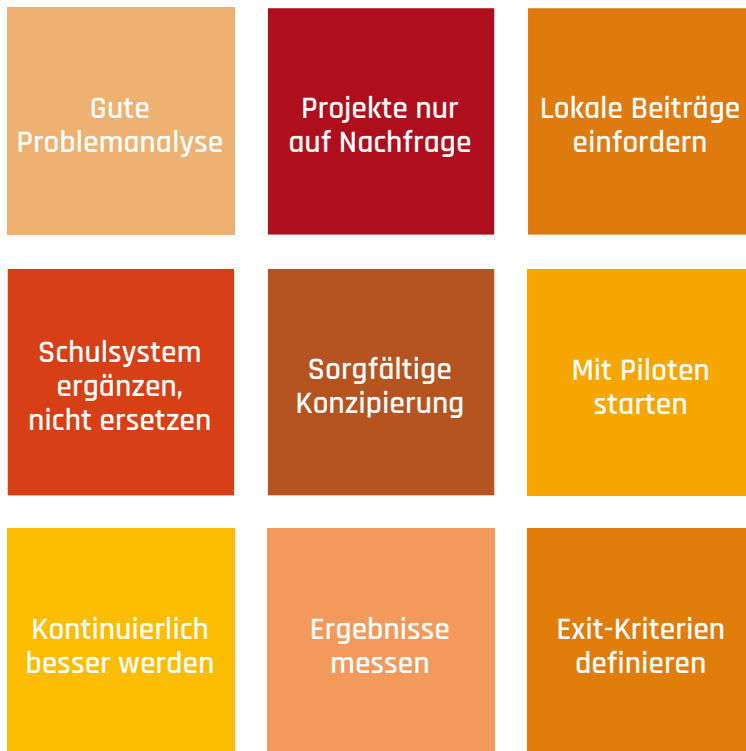 Gute
Problemanalyse
Projekte nur
auf Nachfrage
Lokale Beiträge
einfordern
Schulsystem
ergänzen,
nicht ersetzen
Sorgfältige
Konzipierung
Mit Piloten
starten
Kontinuierlich
besser werden
Ergebnisse
messen
Exit-Kriterien
definieren